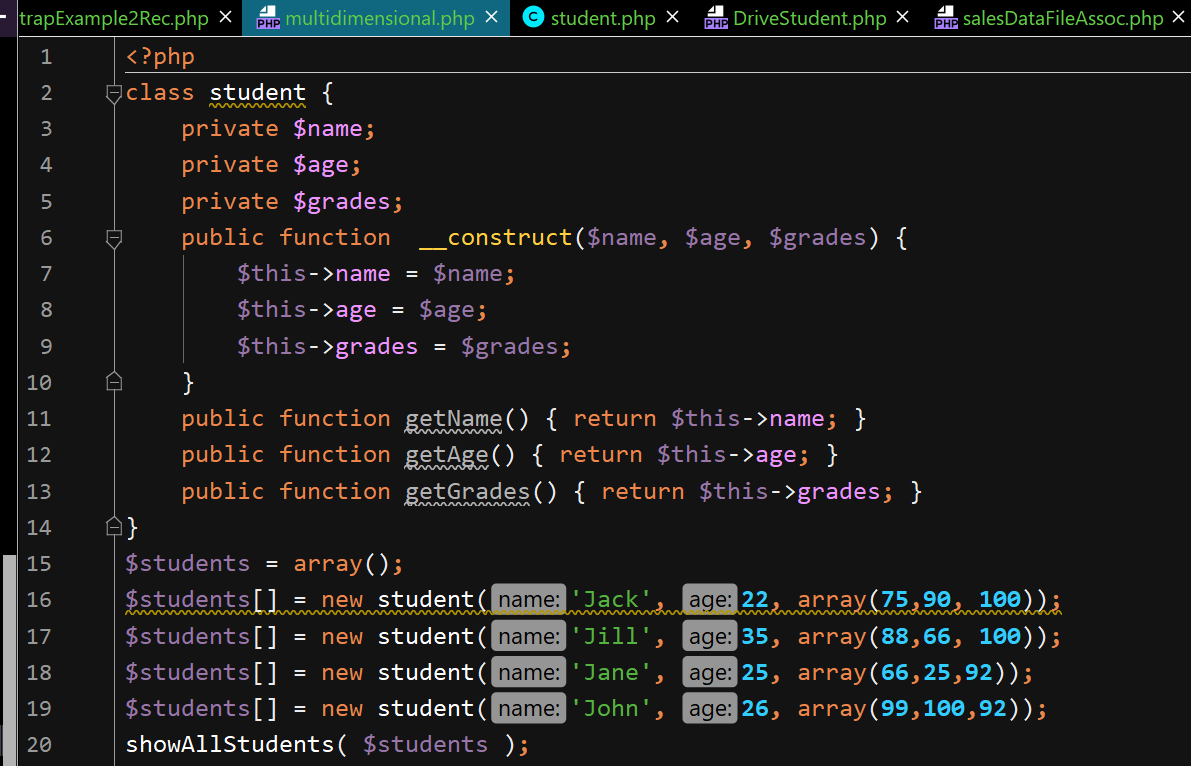 trapExample2Rec.php × PHP multidimensional.php × C student.php × PHP DriveStudent.php × PHP salesDataFileAssoc.php ×
1 <?php
2 class student {
3     private $name;
4     private $age;
5     private $grades;
6     public function  __construct($name, $age, $grades) {
7         $this->name = $name;
8         $this->age = $age;
9         $this->grades = $grades;
10     }
11     public function getName() { return $this->name; }
12     public function getAge() { return $this->age; }
13     public function getGrades() { return $this->grades; }
14 }
15 $students = array();
16 $students[] = new student( name: 'Jack', age: 22, array(75,90, 100));
17 $students[] = new student( name: 'Jill', age: 35, array(88,66, 100));
18 $students[] = new student( name: 'Jane', age: 25, array(66,25,92));
19 $students[] = new student( name: 'John', age: 26, array(99,100,92));
20 showAllStudents( $students );